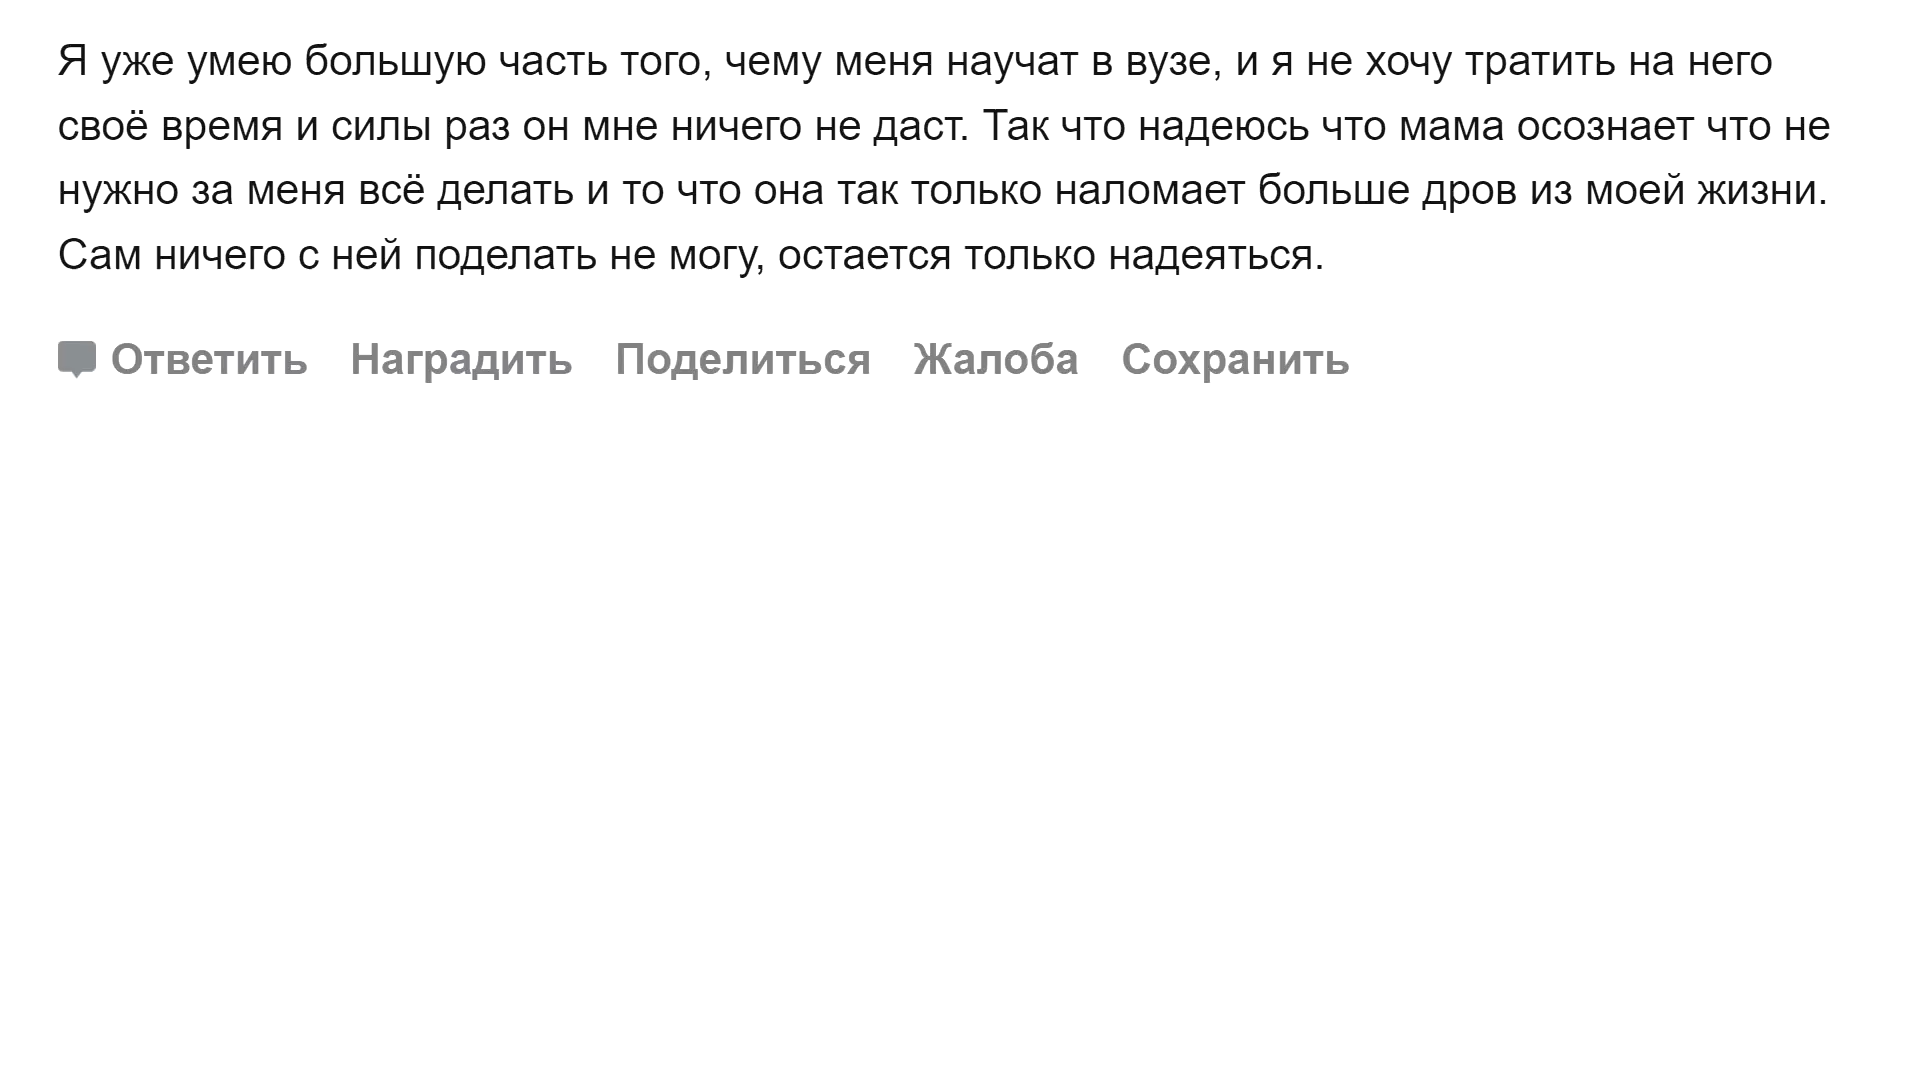 Я уже умею большую часть того, чему меня научат в вузе, и я не хочу тратить на него
своё время и силы раз он мне ничего не даст. Так что надеюсь что мама осознает что не
нужно за меня всё делать и то что она так только наломает больше дров из моей жизни.
Сам ничего с ней поделать не могу, остается только надеяться.
Ответить Наградить Поделиться Жалоба Сохранить